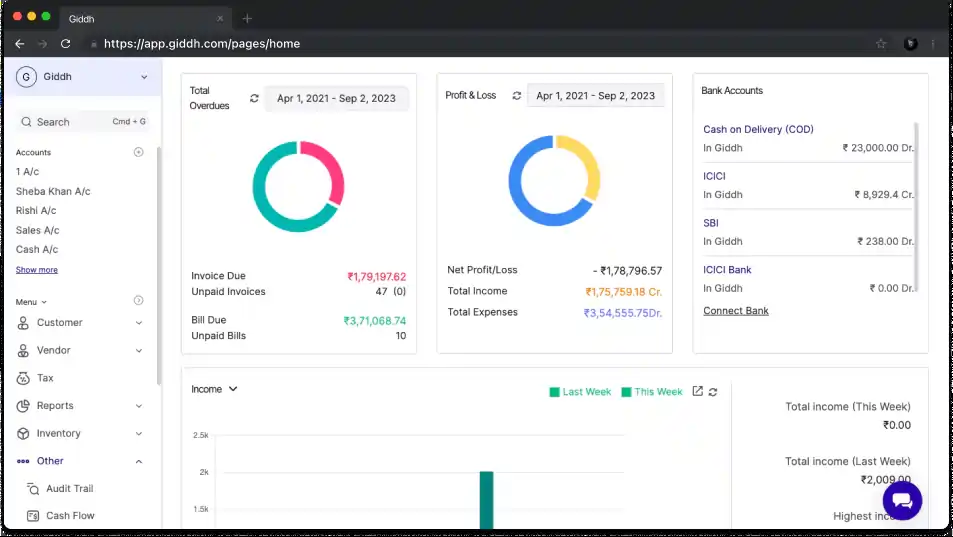 Giddh
https://app.giddh.com/pages/home
G Giddh
Search Cmd + G
Accounts
1 A/c
Sheba Khan A/c
Rishi A/c
Sales A/c
Cash A/c
Show more
Menu
Customer
Vendor
Tax
Reports
Inventory
Other
Audit Trail
Cash Flow
Total
Overdues
Apr 1, 2021 - Sep 2, 2023
Invoice Due ₹1,79,197.62
Unpaid Invoices 47 (0)
Bill Due ₹3,71,068.74
Unpaid Bills 10
Profit & Loss Apr 1, 2021 - Sep 2, 2023
Net Profit/Loss - ₹1,78,796.57
Total Income ₹1,75,759.18 Cr.
Total Expenses ₹3,54,555.75Dr.
Bank Accounts
Cash on Delivery (COD)
In Giddh ₹ 23,000.00 Dr.
ICICI
In Giddh ₹ 8,929.4 Cr.
SBI
In Giddh ₹ 238.00 Dr.
ICICI Bank
In Giddh ₹ 0.00 Dr.
Connect Bank
Income Last Week This Week
2.5k
2k
1.5k
Total income (This Week)
₹0.00
Total income (Last Week)
₹2,009.00
Highest